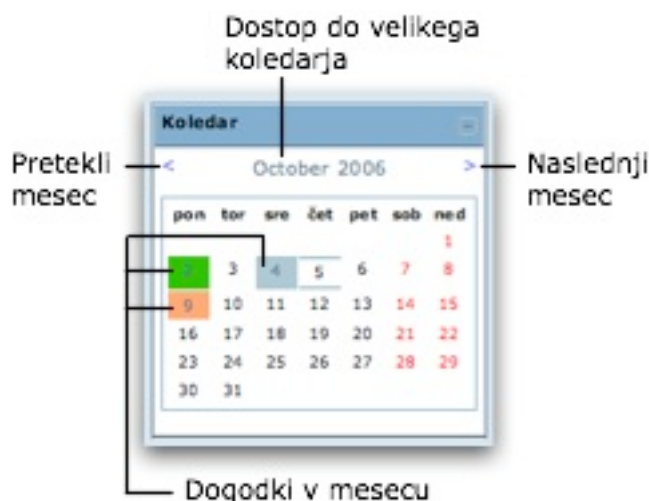 Dostop do velikega
koledarja
Koledar
Pretekli
mesec
<
October 2006
>
Naslednji
mesec
pon tor sre čet pet sob ned
1
2 3 4 5 6 7 8
9 10 11 12 13 14 15
16 17 18 19 20 21 22
23 24 25 26 27 28 29
30 31
Dogodki v mesecu